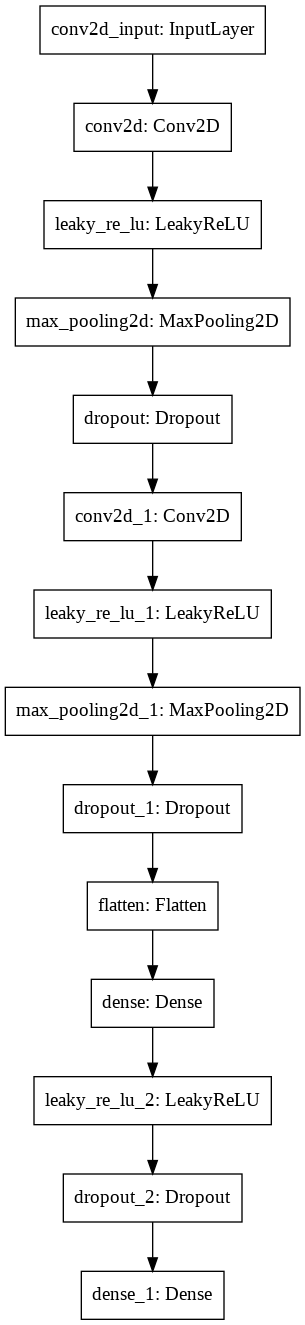 conv2d_input: InputLayer
conv2d: Conv2D
leaky_re_lu: LeakyReLU
max_pooling2d: MaxPooling2D
dropout: Dropout
conv2d_1: Conv2D
leaky_re_lu_1: LeakyReLU
max_pooling2d_1: MaxPooling2D
dropout_1: Dropout
flatten: Flatten
dense: Dense
leaky_re_lu_2: LeakyReLU
dropout_2: Dropout
dense_1: Dense